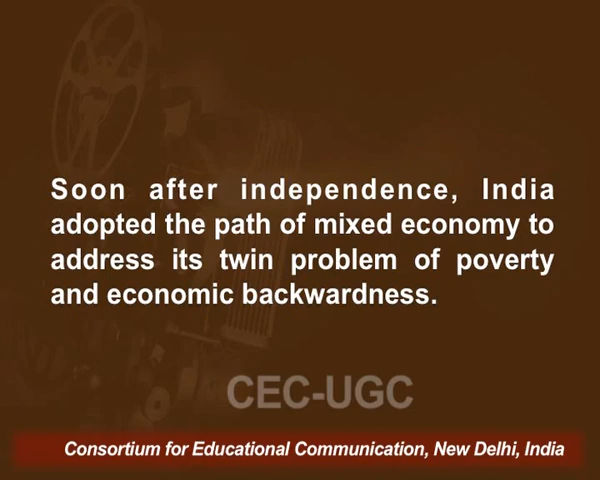 Soon after independence, India
adopted the path of mixed economy to
address its twin problem of poverty
and economic backwardness.
CEC-UGC
Consortium for Educational Communication, New Delhi, India